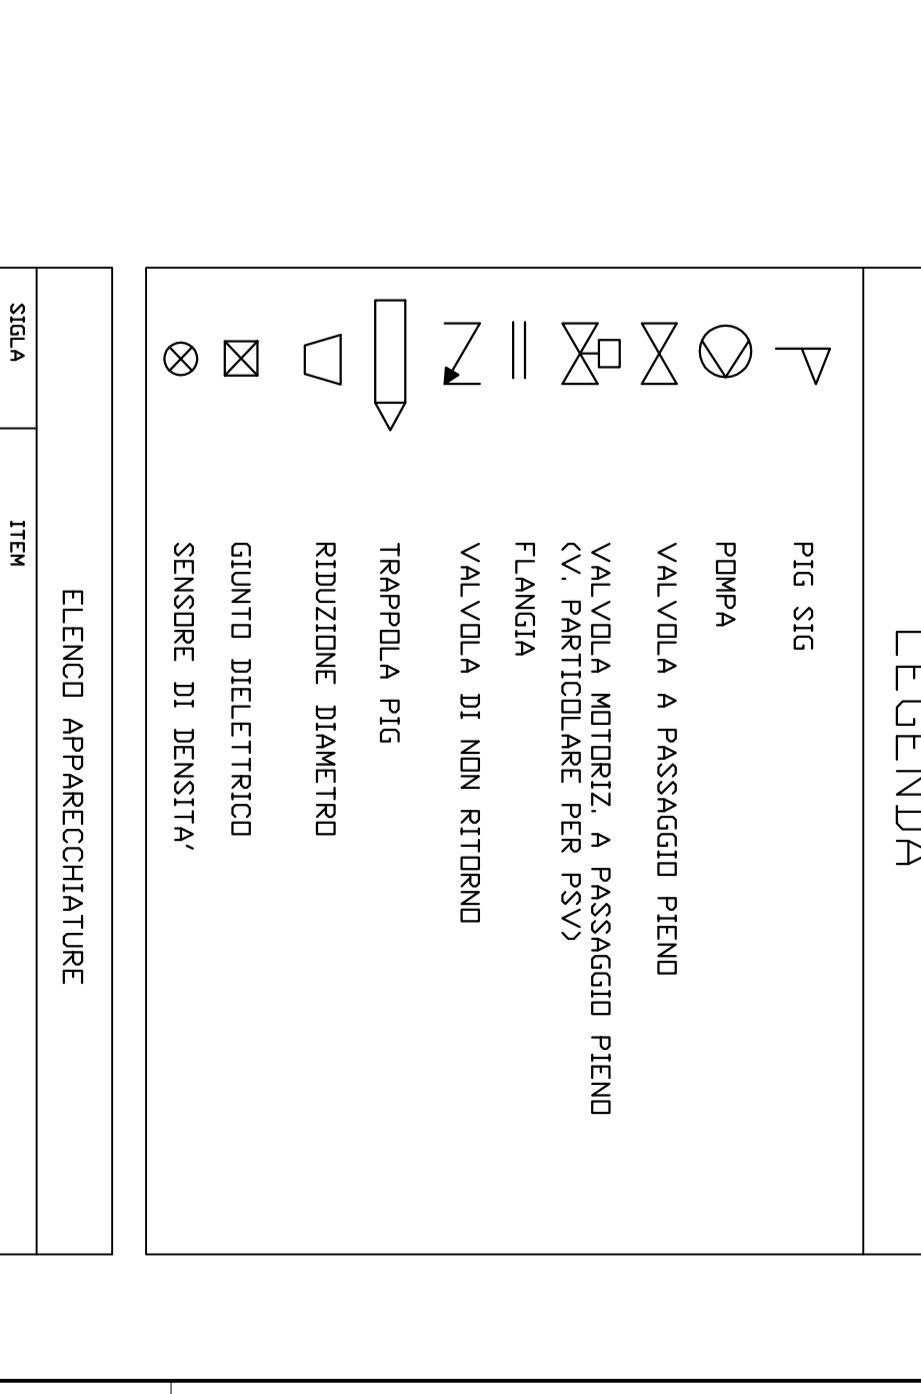 LEGENDA
PIG SIG
POMPA
VALVOLA A PASSAGGIO PIENO
VALVOLA MOTORIZ. A PASSAGGIO PIENO
(V. PARTICOLARE PER PSV)
FLANGIA
VALVOLA DI NON RITORNO
TRAPPOLA PIG
RIDUZIONE DIAMETRO
GIUNTO DIELETTRICO
SENSORE DI DENSITA'
ELENCO APPARECCHIATURE
SIGLA ITEM